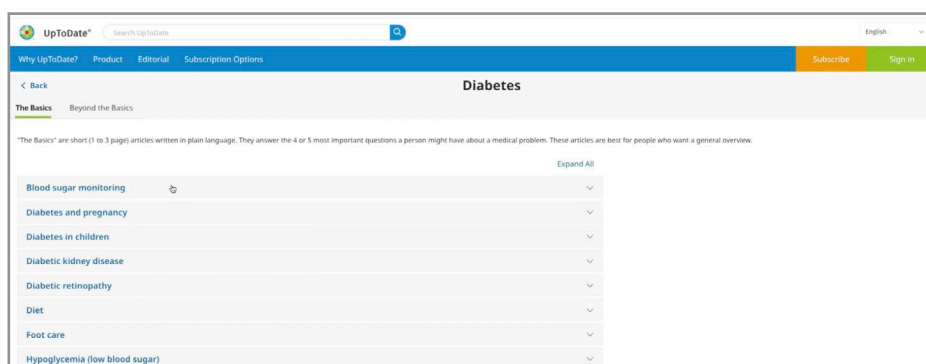 UpToDate®
Search UpToDate
English
Why UpToDate? Product Editorial Subscription Options Subscribe Sign in
Back
Diabetes
The Basics Beyond the Basics
"The Basics" are short (1 to 3 page) articles written in plain language. They answer the 4 or 5 most important questions a person might have about a medical problem. These articles are best for people who want a general overview.
Expand All
Blood sugar monitoring
Diabetes and pregnancy
Diabetes in children
Diabetic kidney disease
Diabetic retinopathy
Diet
Foot care
Hypoglycemia (low blood sugar)